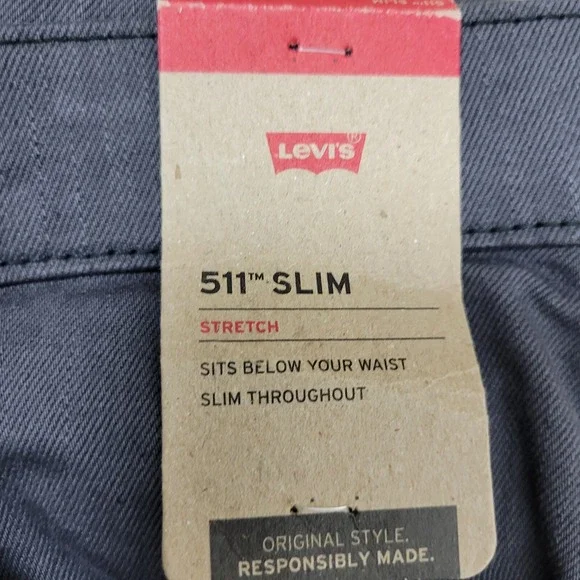 LEVI'S®
511™ SLIM
STRETCH
SITS BELOW YOUR WAIST
SLIM THROUGHOUT
ORIGINAL STYLE.
RESPONSIBLY MADE.